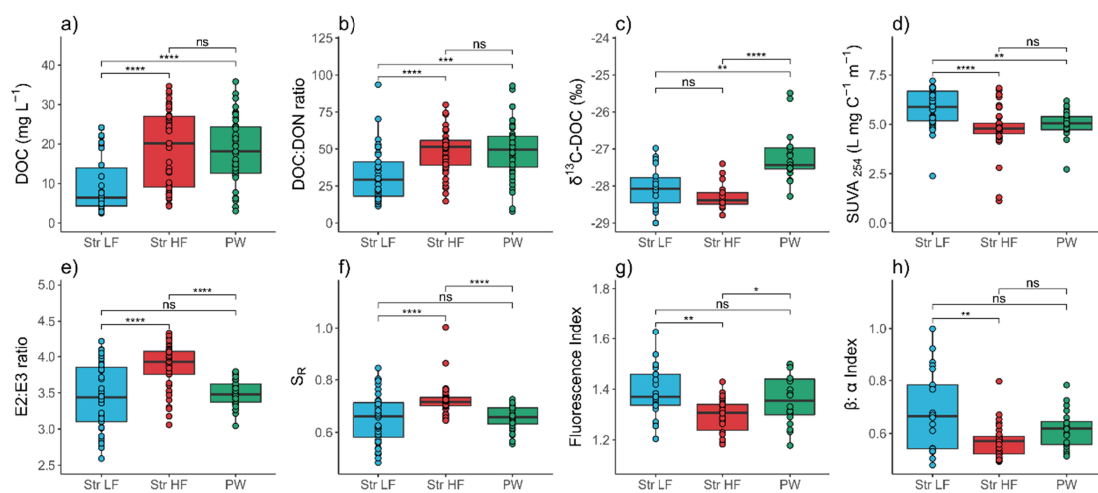 a)
ns
****
****
DOC (mg L⁻¹)
40
30
20
10
0
Str LF Str HF PW
b)
ns
***
****
DOC:DON ratio
125
100
75
50
25
0
Str LF Str HF PW
c)
****
**
ns
δ¹³C-DOC (‰)
-24
-25
-26
-27
-28
-29
Str LF Str HF PW
d)
ns
**
****
SUVA ₂₅₄ (L mg C⁻¹ m⁻¹)
7.5
5.0
2.5
0.0
Str LF Str HF PW
e)
****
ns
****
E2:E3 ratio
5.0
4.5
4.0
3.5
3.0
2.5
Str LF Str HF PW
f)
****
ns
****
S_R
1.0
0.8
0.6
Str LF Str HF PW
g)
*
ns
**
Fluorescence Index
1.8
1.6
1.4
1.2
Str LF Str HF PW
h)
ns
ns
**
β: α Index
1.0
0.8
0.6
Str LF Str HF PW